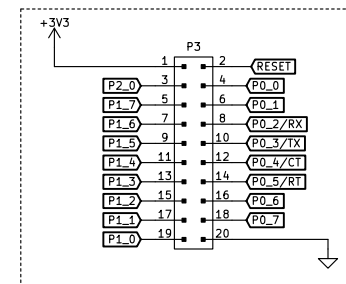 +3V3
P3
1 2 RESET
P2_0 3 4 P0_0
P1_7 5 6 P0_1
P1_6 7 8 P0_2/RX
P1_5 9 10 P0_3/TX
P1_4 11 12 P0_4/CT
P1_3 13 14 P0_5/RT
P1_2 15 16 P0_6
P1_1 17 18 P0_7
P1_0 19 20